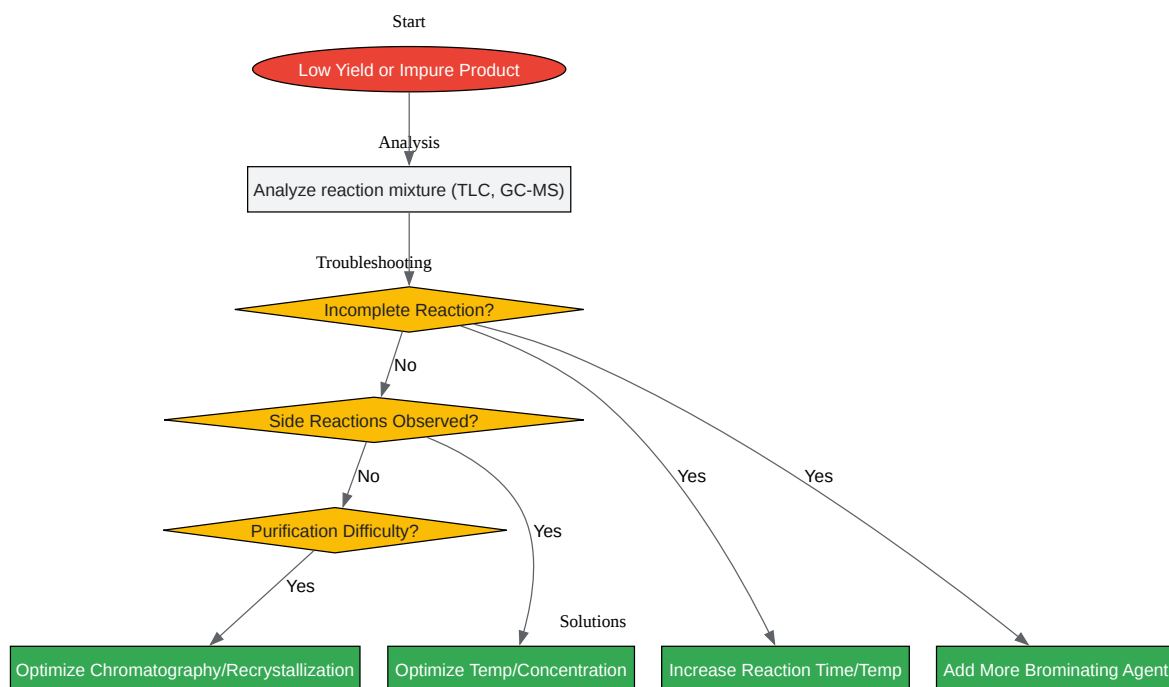 Start
Low Yield or Impure Product
Analysis
Analyze reaction mixture (TLC, GC-MS)
Troubleshooting
Incomplete Reaction?
No
Side Reactions Observed?
No
Yes
Yes
Purification Difficulty?
Yes
Yes
Solutions
Optimize Chromatography/Recrystallization
Optimize Temp/Concentration
Increase Reaction Time/Temp
Add More Brominating Agent